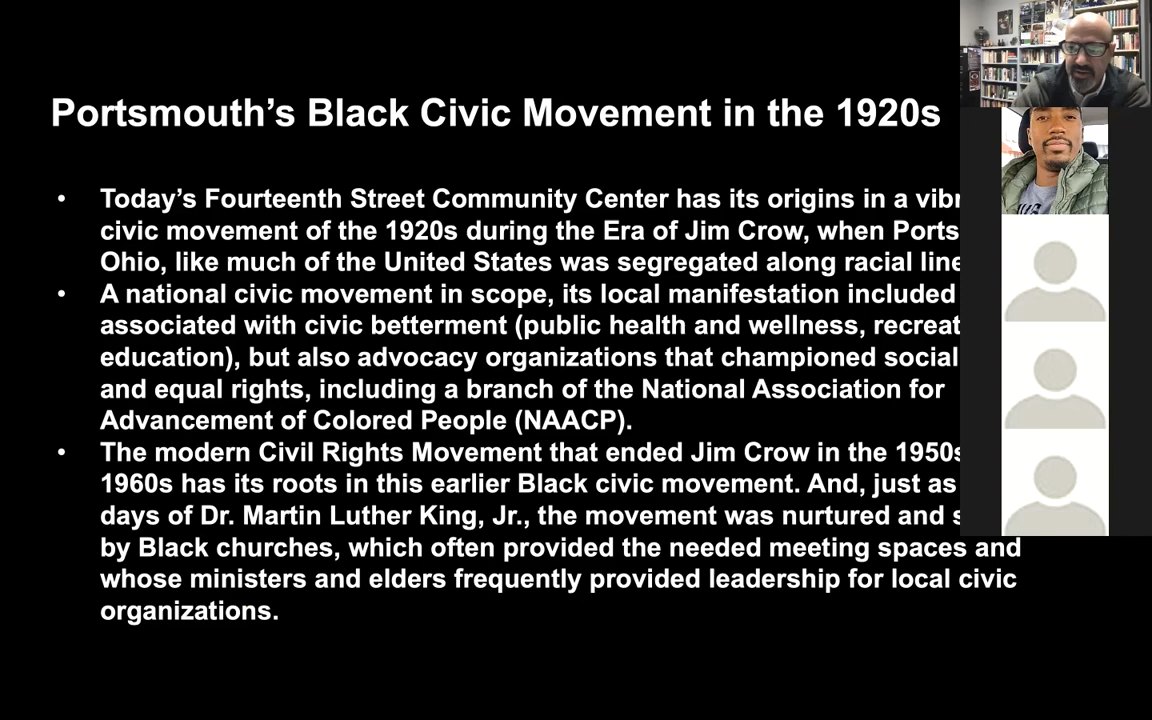 Portsmouth’s Black Civic Movement in the 1920s
• Today’s Fourteenth Street Community Center has its origins in a
civic movement of the 1920s during the Era of Jim Crow, when
Ohio, like much of the United States was segregated along racial
• A national civic movement in scope, its local manifestation included
associated with civic betterment (public health and wellness,
education), but also advocacy organizations that championed social
and equal rights, including a branch of the National Association for
Advancement of Colored People (NAACP).
• The modern Civil Rights Movement that ended Jim Crow in the
1960s has its roots in this earlier Black civic movement. And, just as
days of Dr. Martin Luther King, Jr., the movement was nurtured and
by Black churches, which often provided the needed meeting spaces and
whose ministers and elders frequently provided leadership for local civic
organizations.